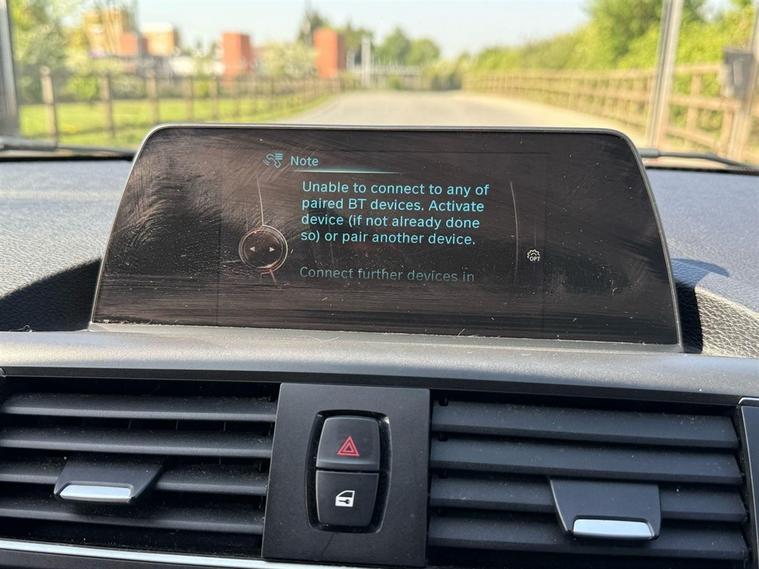 Note
Unable to connect to any of
paired BT devices. Activate
device (if not already done
so) or pair another device.
Connect further devices in
OPT